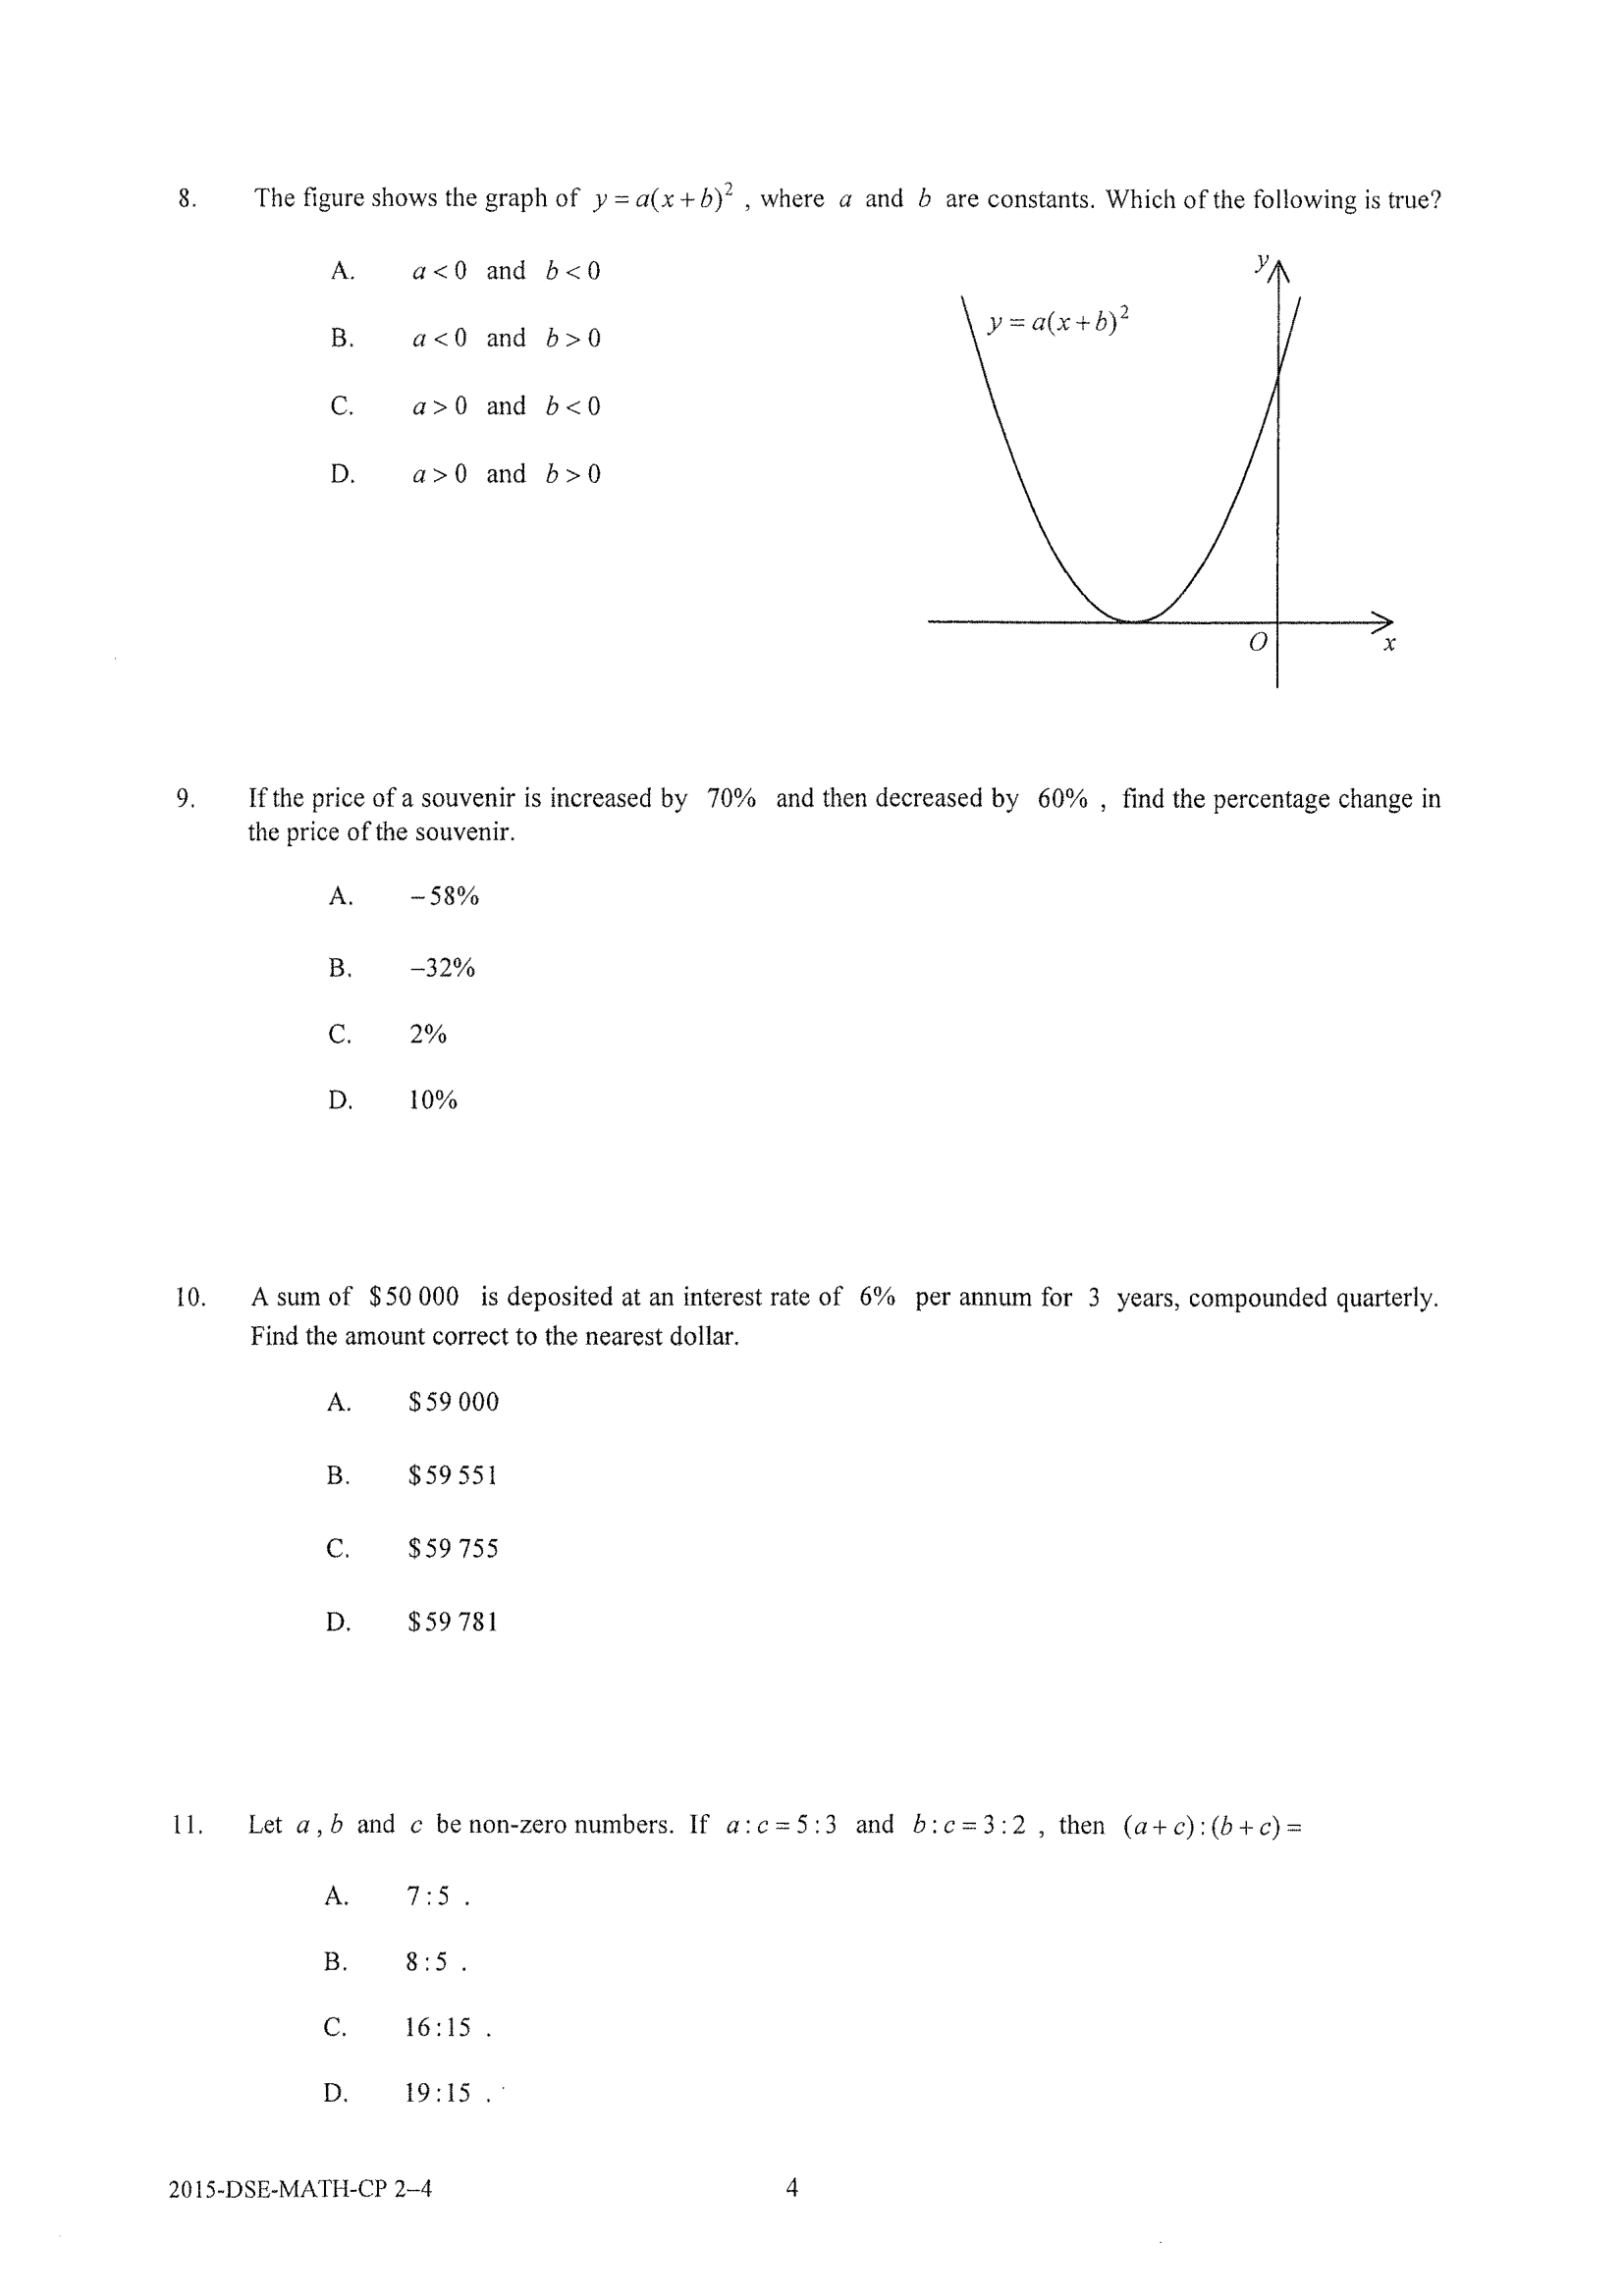 8. The figure shows the graph of y = a(x + b)² , where a and b are constants. Which of the following is true?
A. a < 0 and b < 0
B. a < 0 and b > 0
C. a > 0 and b < 0
D. a > 0 and b > 0
y
y = a(x + b)²
O
x
9. If the price of a souvenir is increased by 70% and then decreased by 60% , find the percentage change in
the price of the souvenir.
A. – 58%
B. –32%
C. 2%
D. 10%
10. A sum of $ 50 000 is deposited at an interest rate of 6% per annum for 3 years, compounded quarterly.
Find the amount correct to the nearest dollar.
A. $ 59 000
B. $ 59 551
C. $ 59 755
D. $ 59 781
11. Let a , b and c be non-zero numbers. If a : c = 5 : 3 and b : c = 3 : 2 , then (a + c) : (b + c) =
A. 7 : 5 .
B. 8 : 5 .
C. 16 : 15 .
D. 19 : 15 .
2015-DSE-MATH-CP 2–4 4